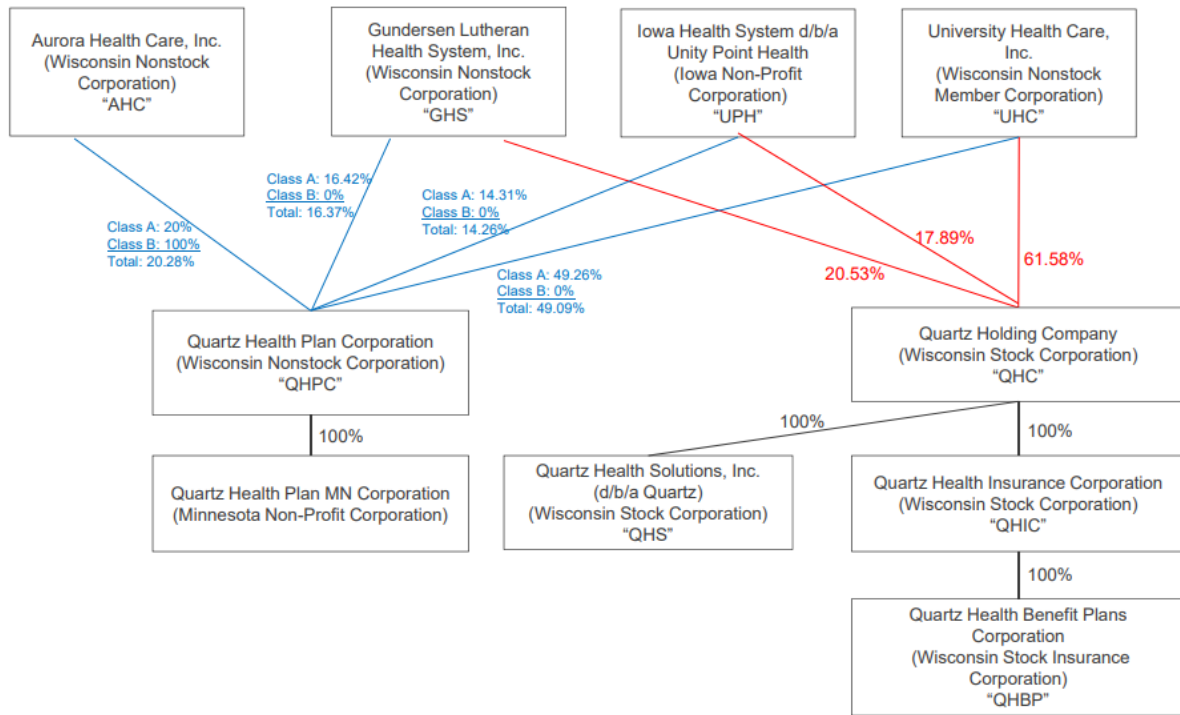 Aurora Health Care, Inc.
(Wisconsin Nonstock
Corporation)
“AHC”
Gundersen Lutheran
Health System, Inc.
(Wisconsin Nonstock
Corporation)
“GHS”
Iowa Health System d/b/a
Unity Point Health
(Iowa Non-Profit
Corporation)
“UPH”
University Health Care,
Inc.
(Wisconsin Nonstock
Member Corporation)
“UHC”
Class A: 20%
Class B: 100%
Total: 20.28%
Class A: 16.42%
Class B: 0%
Total: 16.37%
Class A: 14.31%
Class B: 0%
Total: 14.26%
Class A: 49.26%
Class B: 0%
Total: 49.09%
20.53%
17.89%
61.58%
Quartz Health Plan Corporation
(Wisconsin Nonstock Corporation)
“QHPC”
Quartz Holding Company
(Wisconsin Stock Corporation)
“QHC”
100%
100%
100%
Quartz Health Plan MN Corporation
(Minnesota Non-Profit Corporation)
Quartz Health Solutions, Inc.
(d/b/a Quartz)
(Wisconsin Stock Corporation)
“QHS”
Quartz Health Insurance Corporation
(Wisconsin Stock Corporation)
“QHIC”
100%
Quartz Health Benefit Plans
Corporation
(Wisconsin Stock Insurance
Corporation)
“QHBP”